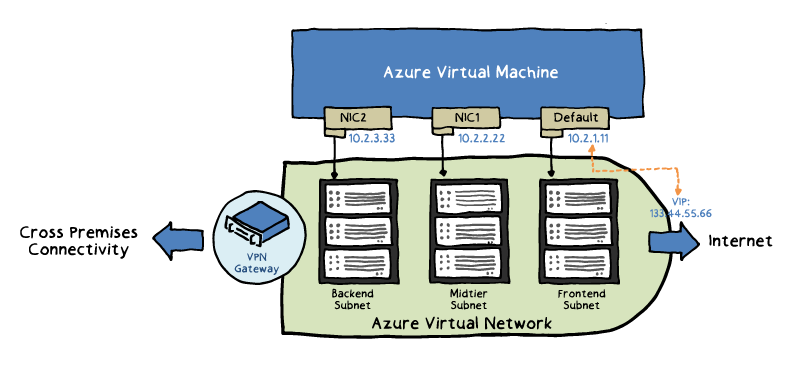 Azure Virtual Machine
NIC2
NIC1
Default
10.2.3.33
10.2.2.22
10.2.1.11
VIP:
133.44.55.66
Cross Premises
Connectivity
VPN
Gateway
Internet
Backend
Subnet
Midtier
Subnet
Frontend
Subnet
Azure Virtual Network